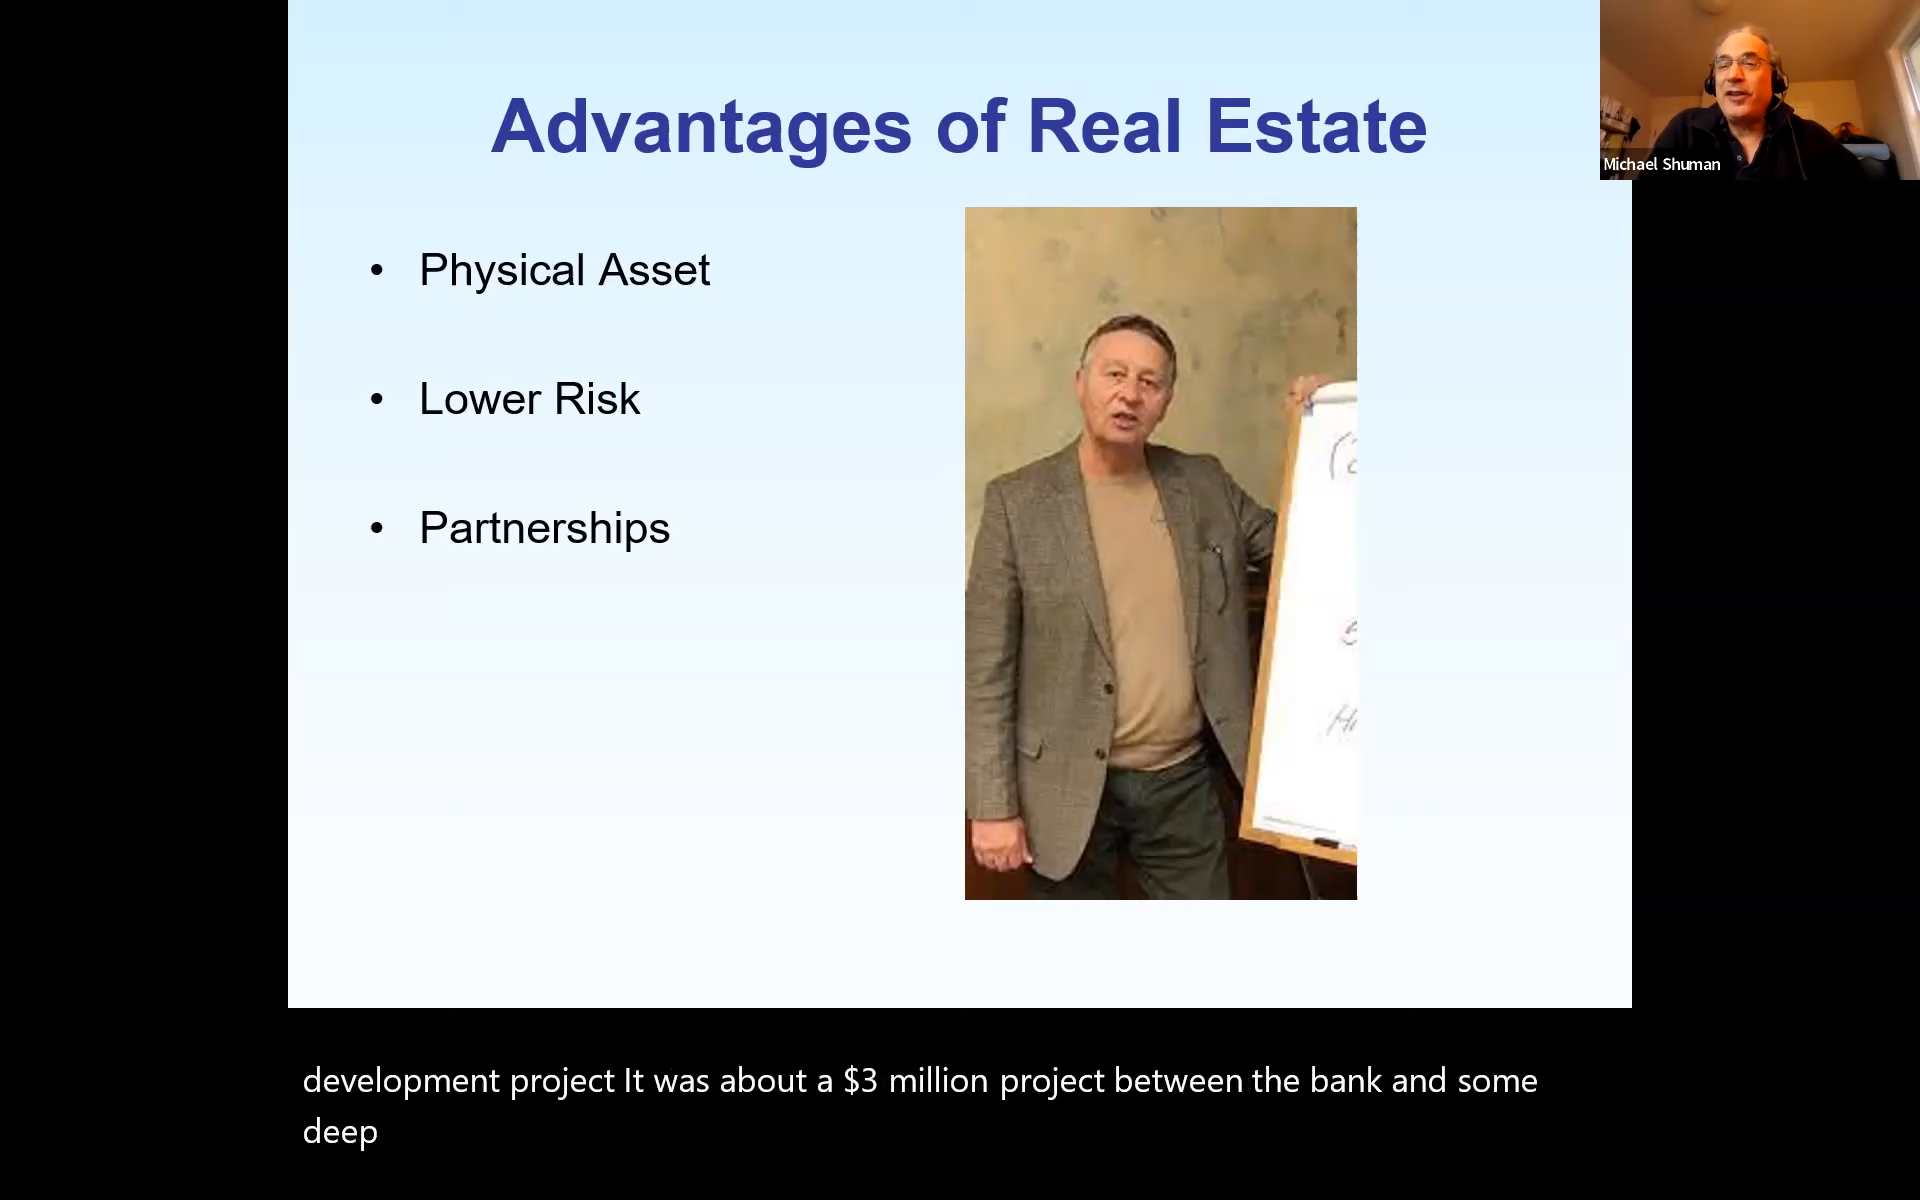 Advantages of Real Estate
Michael Shuman
• Physical Asset
• Lower Risk
• Partnerships
development project It was about a $3 million project between the bank and some
deep